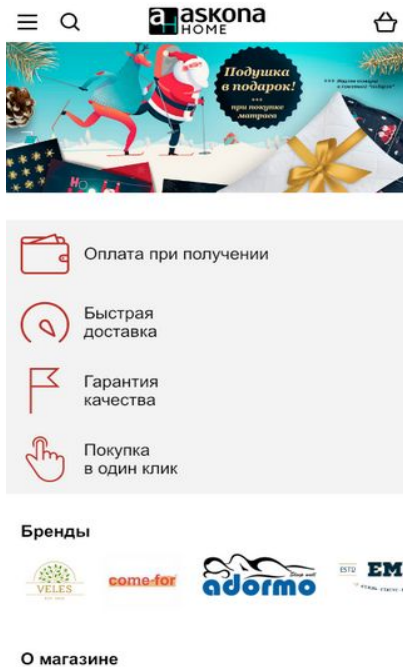 askona
HOME
Подушка
в подарок!
***
при покупке
матраса
Оплата при получении
Быстрая
доставка
Гарантия
качества
Покупка
в один клик
Бренды
VELES
come-for
adormo
ESTD
EM
О магазине